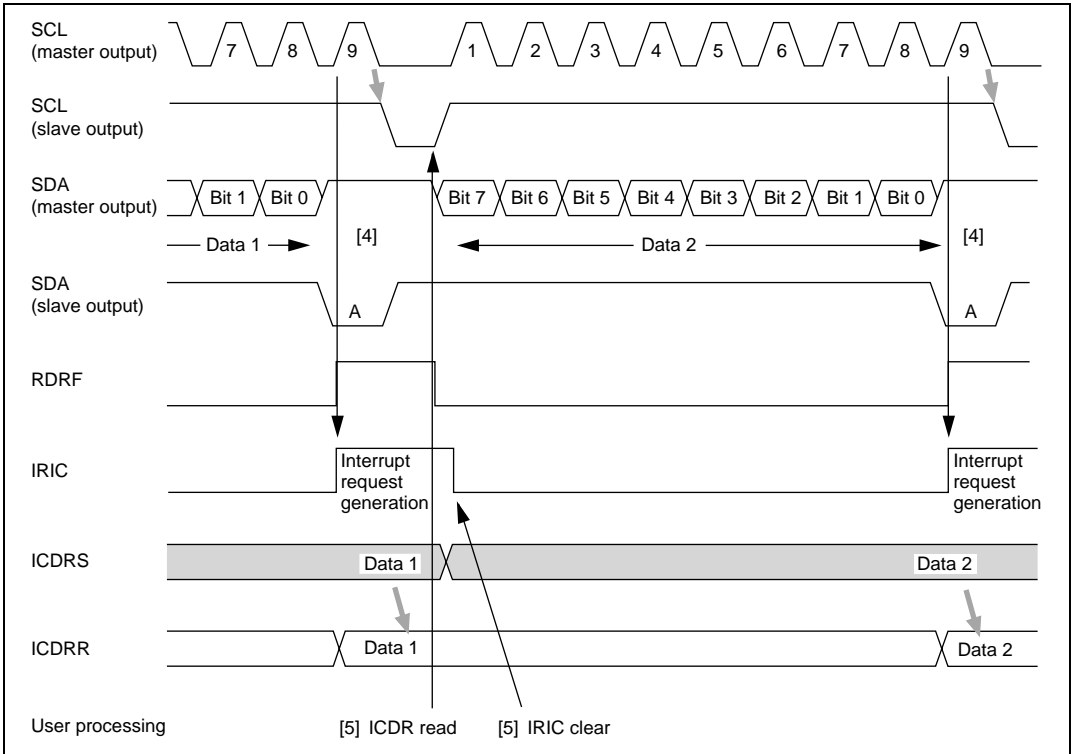 SCL
(master output)
7 8 9 1 2 3 4 5 6 7 8 9
SCL
(slave output)
SDA
(master output)
Bit 1 Bit 0 Bit 7 Bit 6 Bit 5 Bit 4 Bit 3 Bit 2 Bit 1 Bit 0
Data 1 [4] Data 2 [4]
SDA
(slave output)
A A
RDRF
IRIC
Interrupt
request
generation
Interrupt
request
generation
ICDRS
Data 1 Data 2
ICDRR
Data 1 Data 2
User processing [5] ICDR read [5] IRIC clear